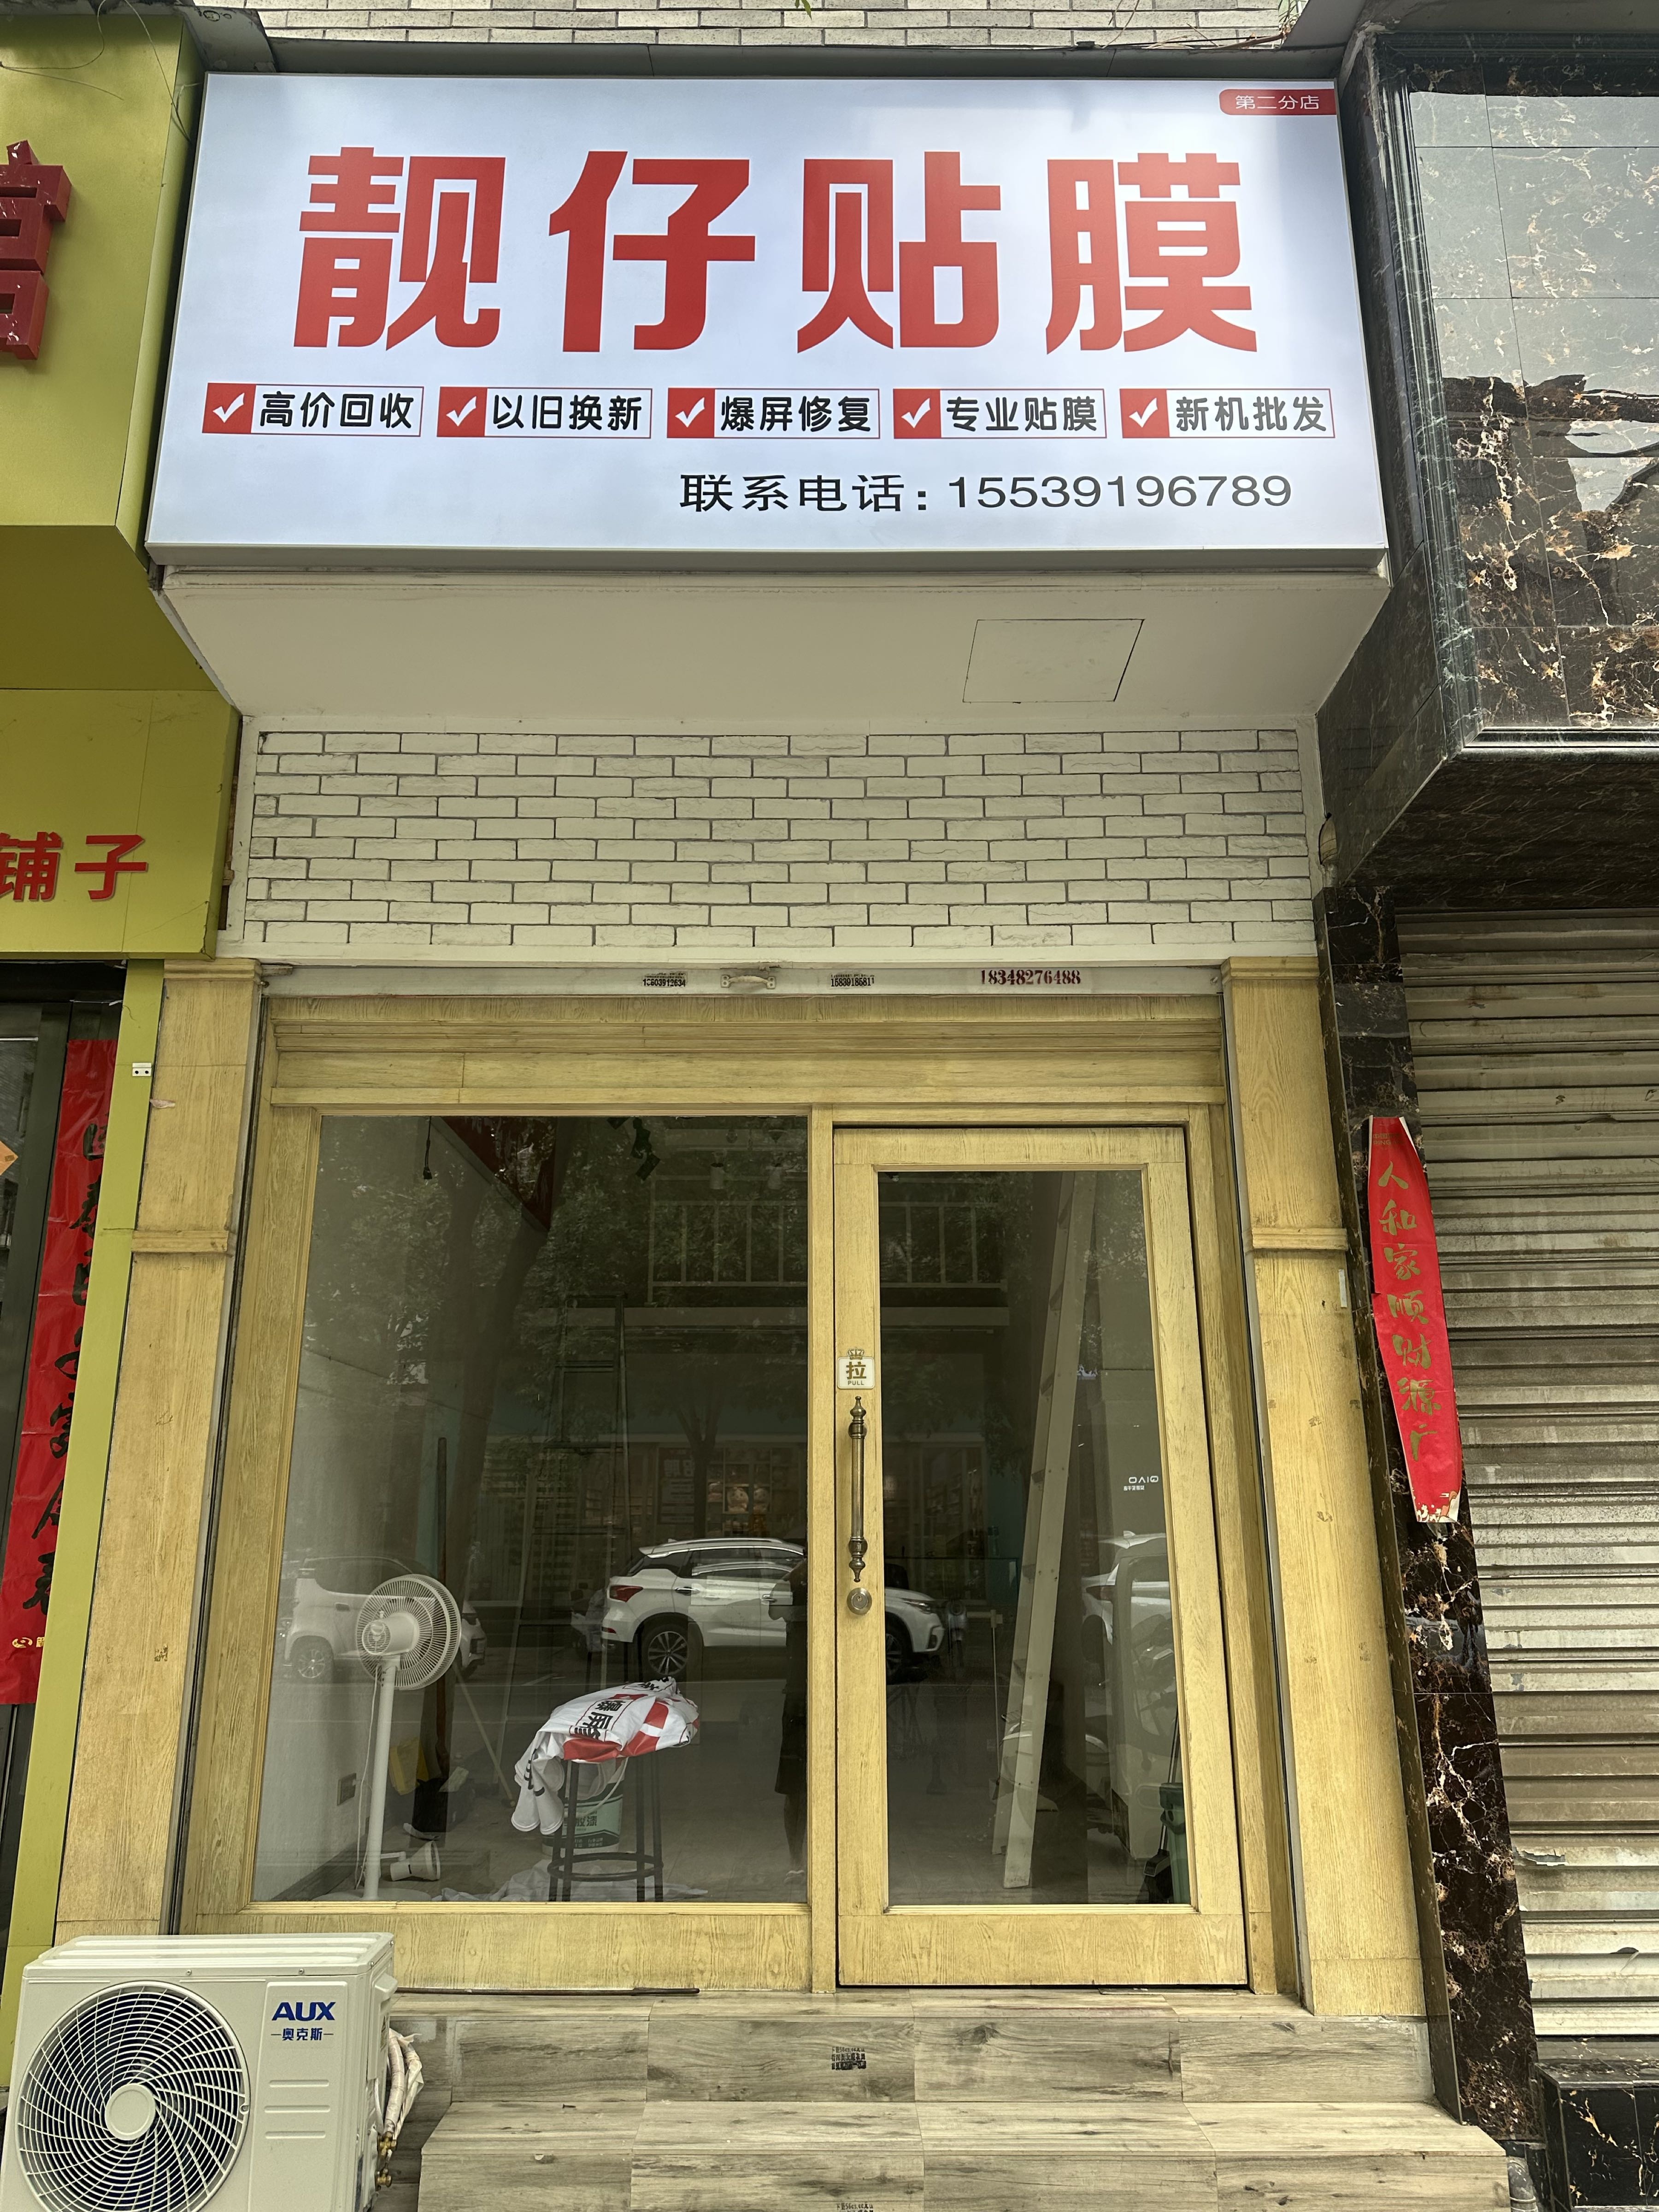 第二分店
靓仔贴膜
高价回收 以旧换新 爆屏修复 专业贴膜 新机批发
联系电话：15539196789
铺子
18348276488
人和家顺财源广
拉
PULL
AUX
奥克斯